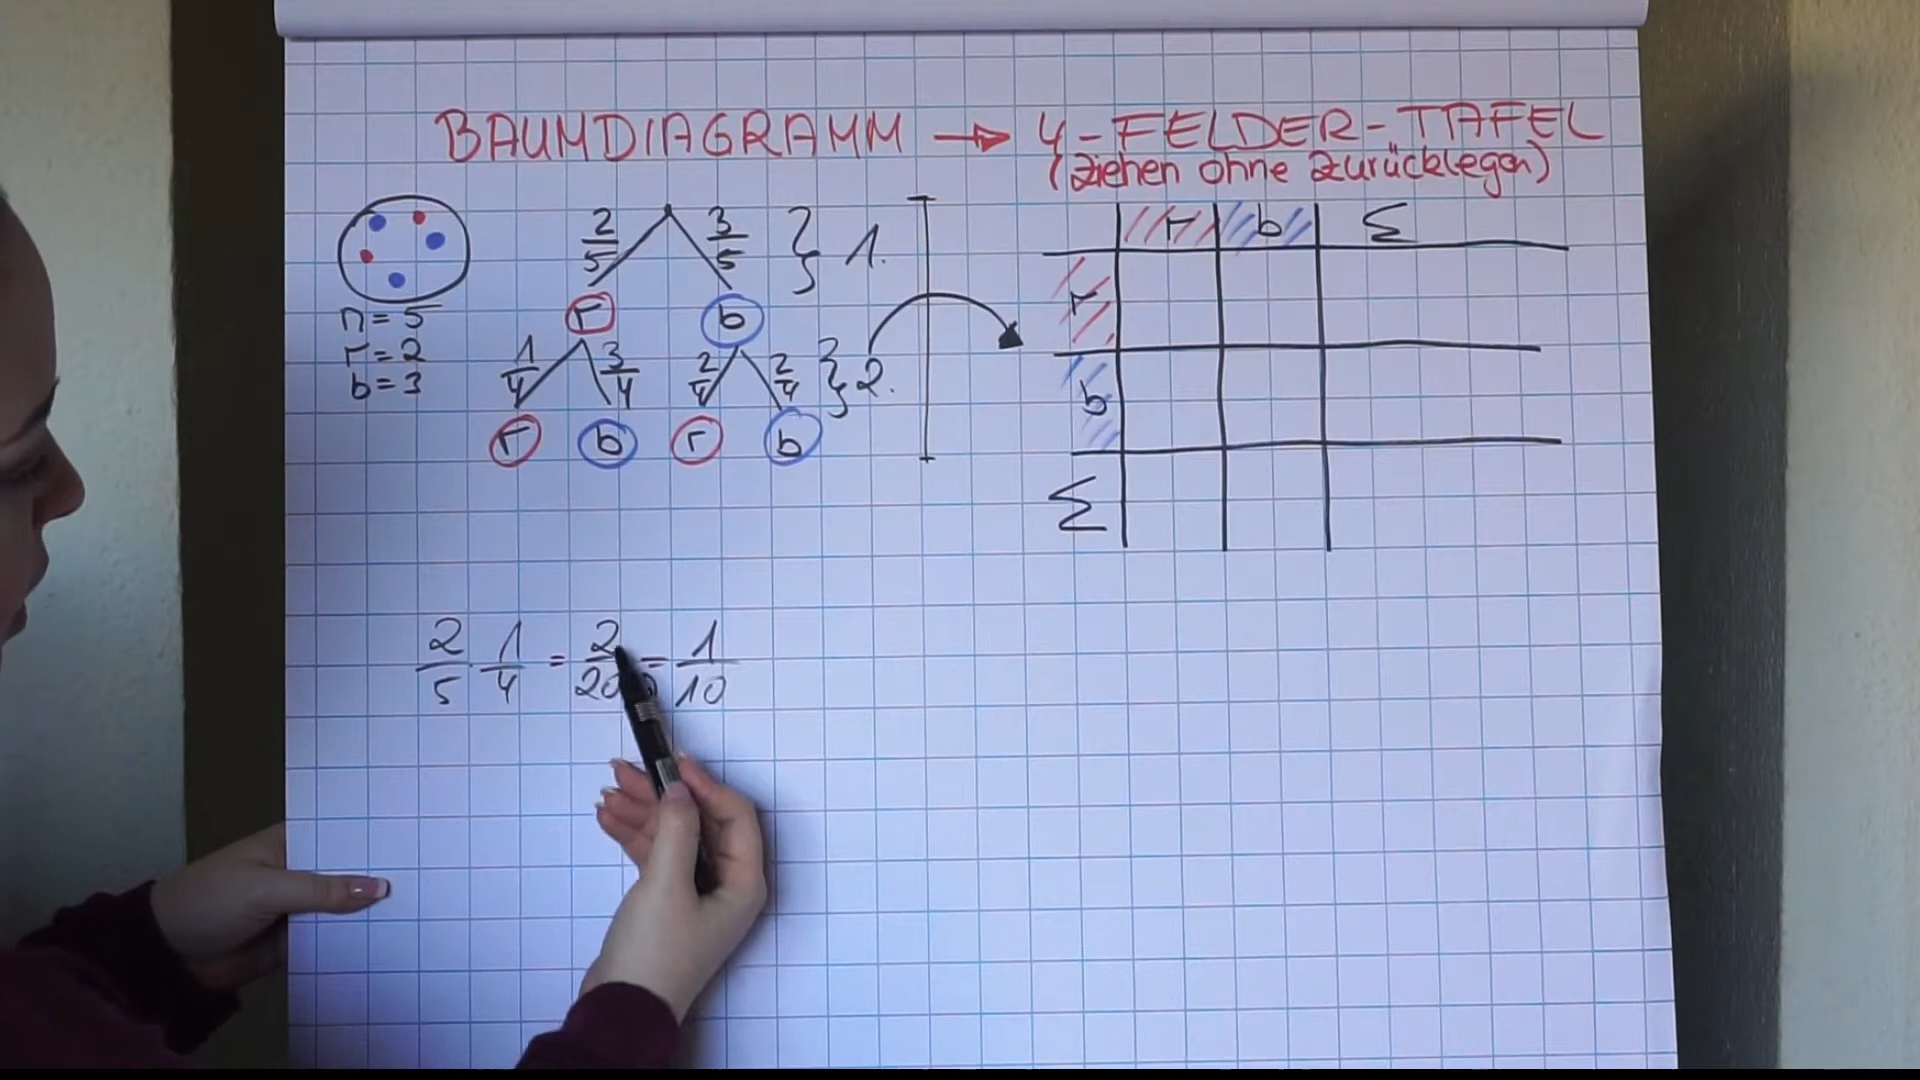 BAUMDIAGRAMM → 4-FELDER-TAFEL
(ziehen ohne Zurücklegen)
n = 5
r = 2
b = 3
2/5 3/5 } 1.
r b
1/4 3/4 2/4 2/4 } 2.
r b r b
r b Σ
r
b
Σ
2/5 · 1/4 = 2/20 = 1/10